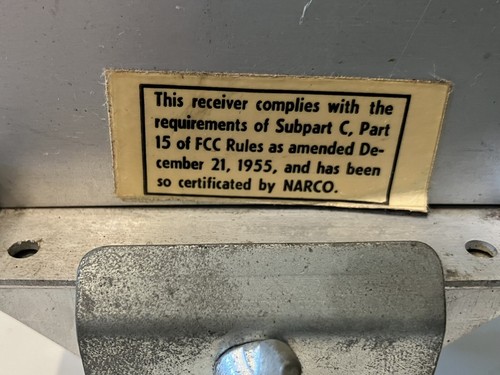 This receiver complies with the
requirements of Subpart C, Part
15 of FCC Rules as amended De-
cember 21, 1955, and has been
so certificated by NARCO.